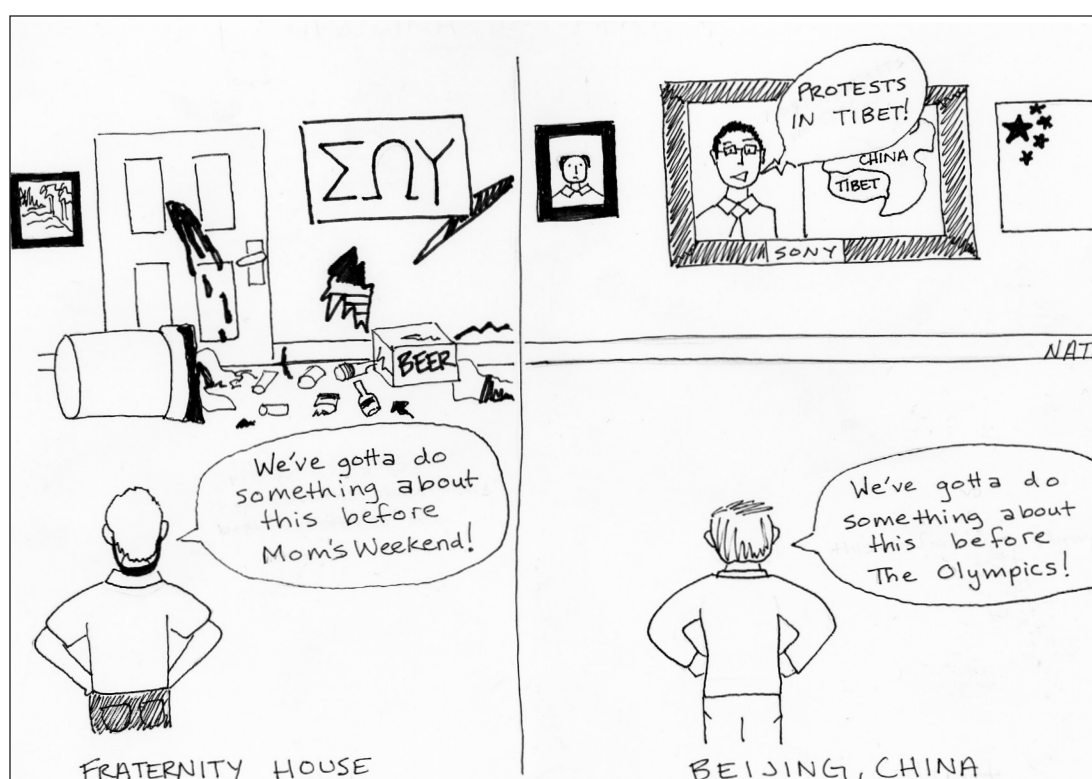 ΣΩΥ
BEER
We've gotta do
something about
this before
Mom's Weekend!
FRATERNITY HOUSE
PROTESTS
IN TIBET!
CHINA
TIBET
SONY
NAT
We've gotta do
something about
this before
The Olympics!
BEIJING, CHINA